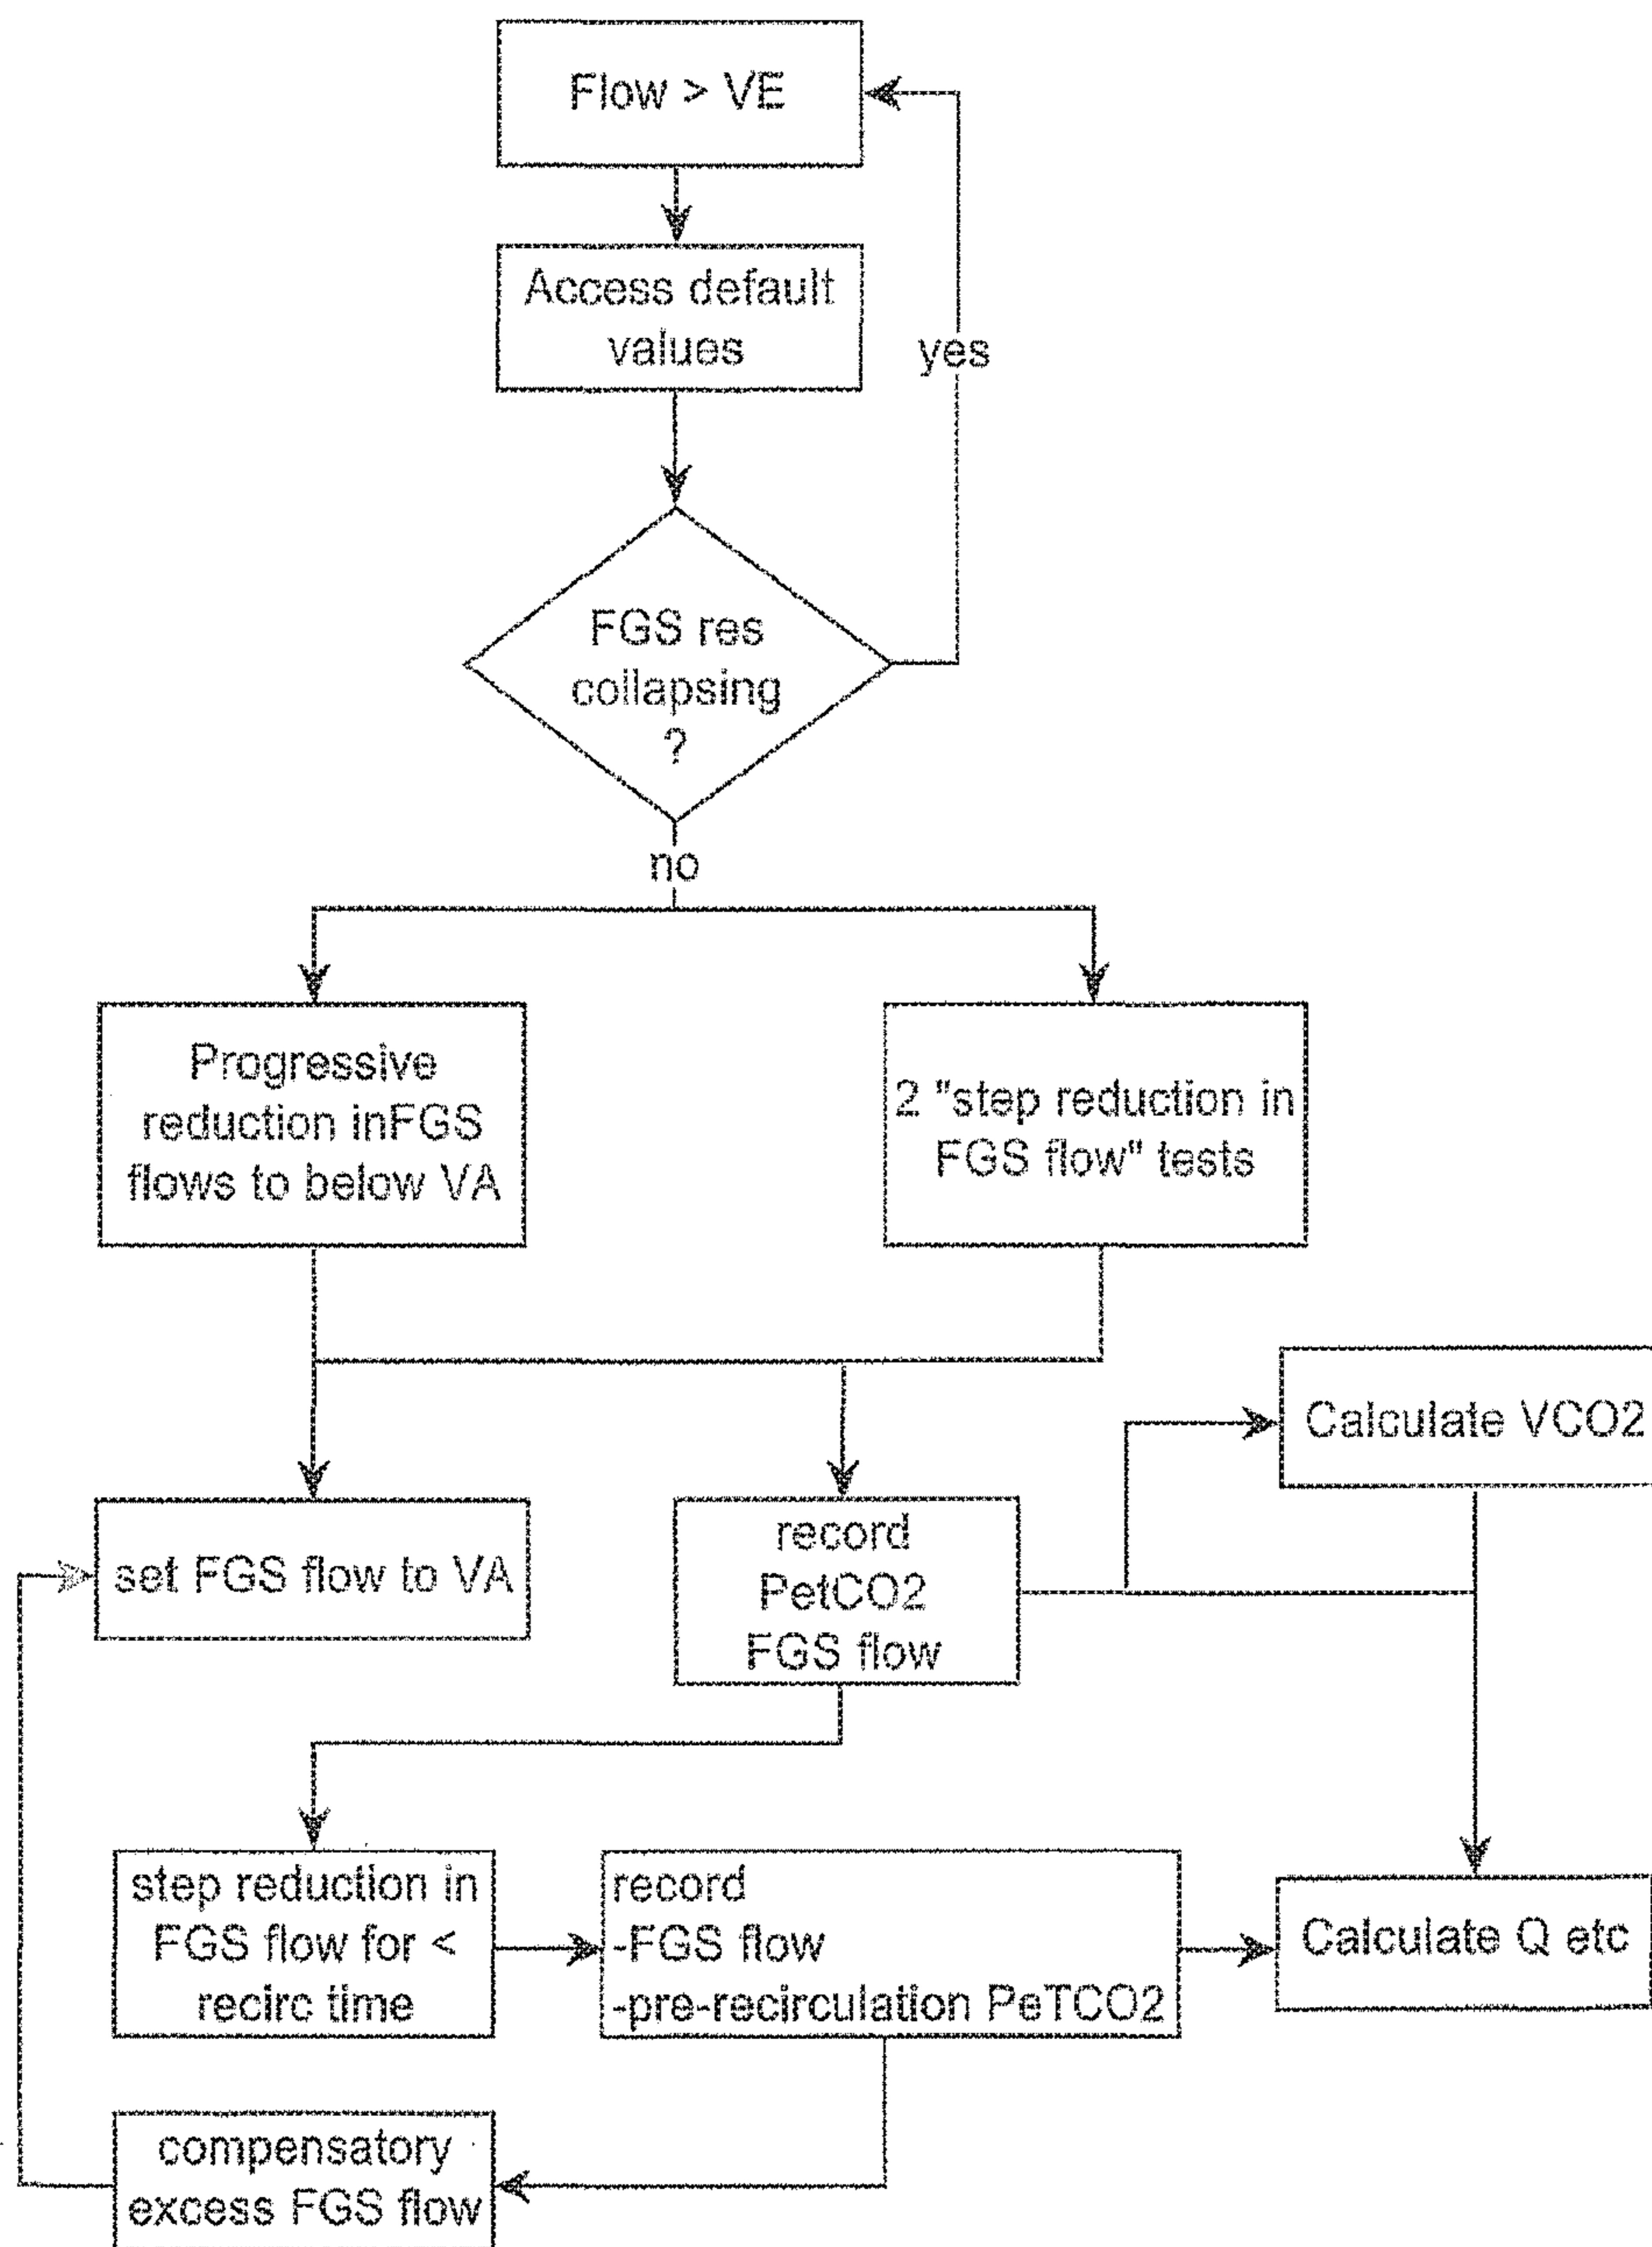 Flow > VE
Access default
values
yes
FGS res
collapsing
?
no
Progressive
reduction inFGS
flows to below VA
2 "step reduction in
FGS flow" tests
Calculate VCO2
set FGS flow to VA
record
PetCO2
FGS flow
step reduction in
FGS flow for <
recirc time
record
-FGS flow
-pre-recirculation PeTCO2
Calculate Q etc
compensatory
excess FGS flow